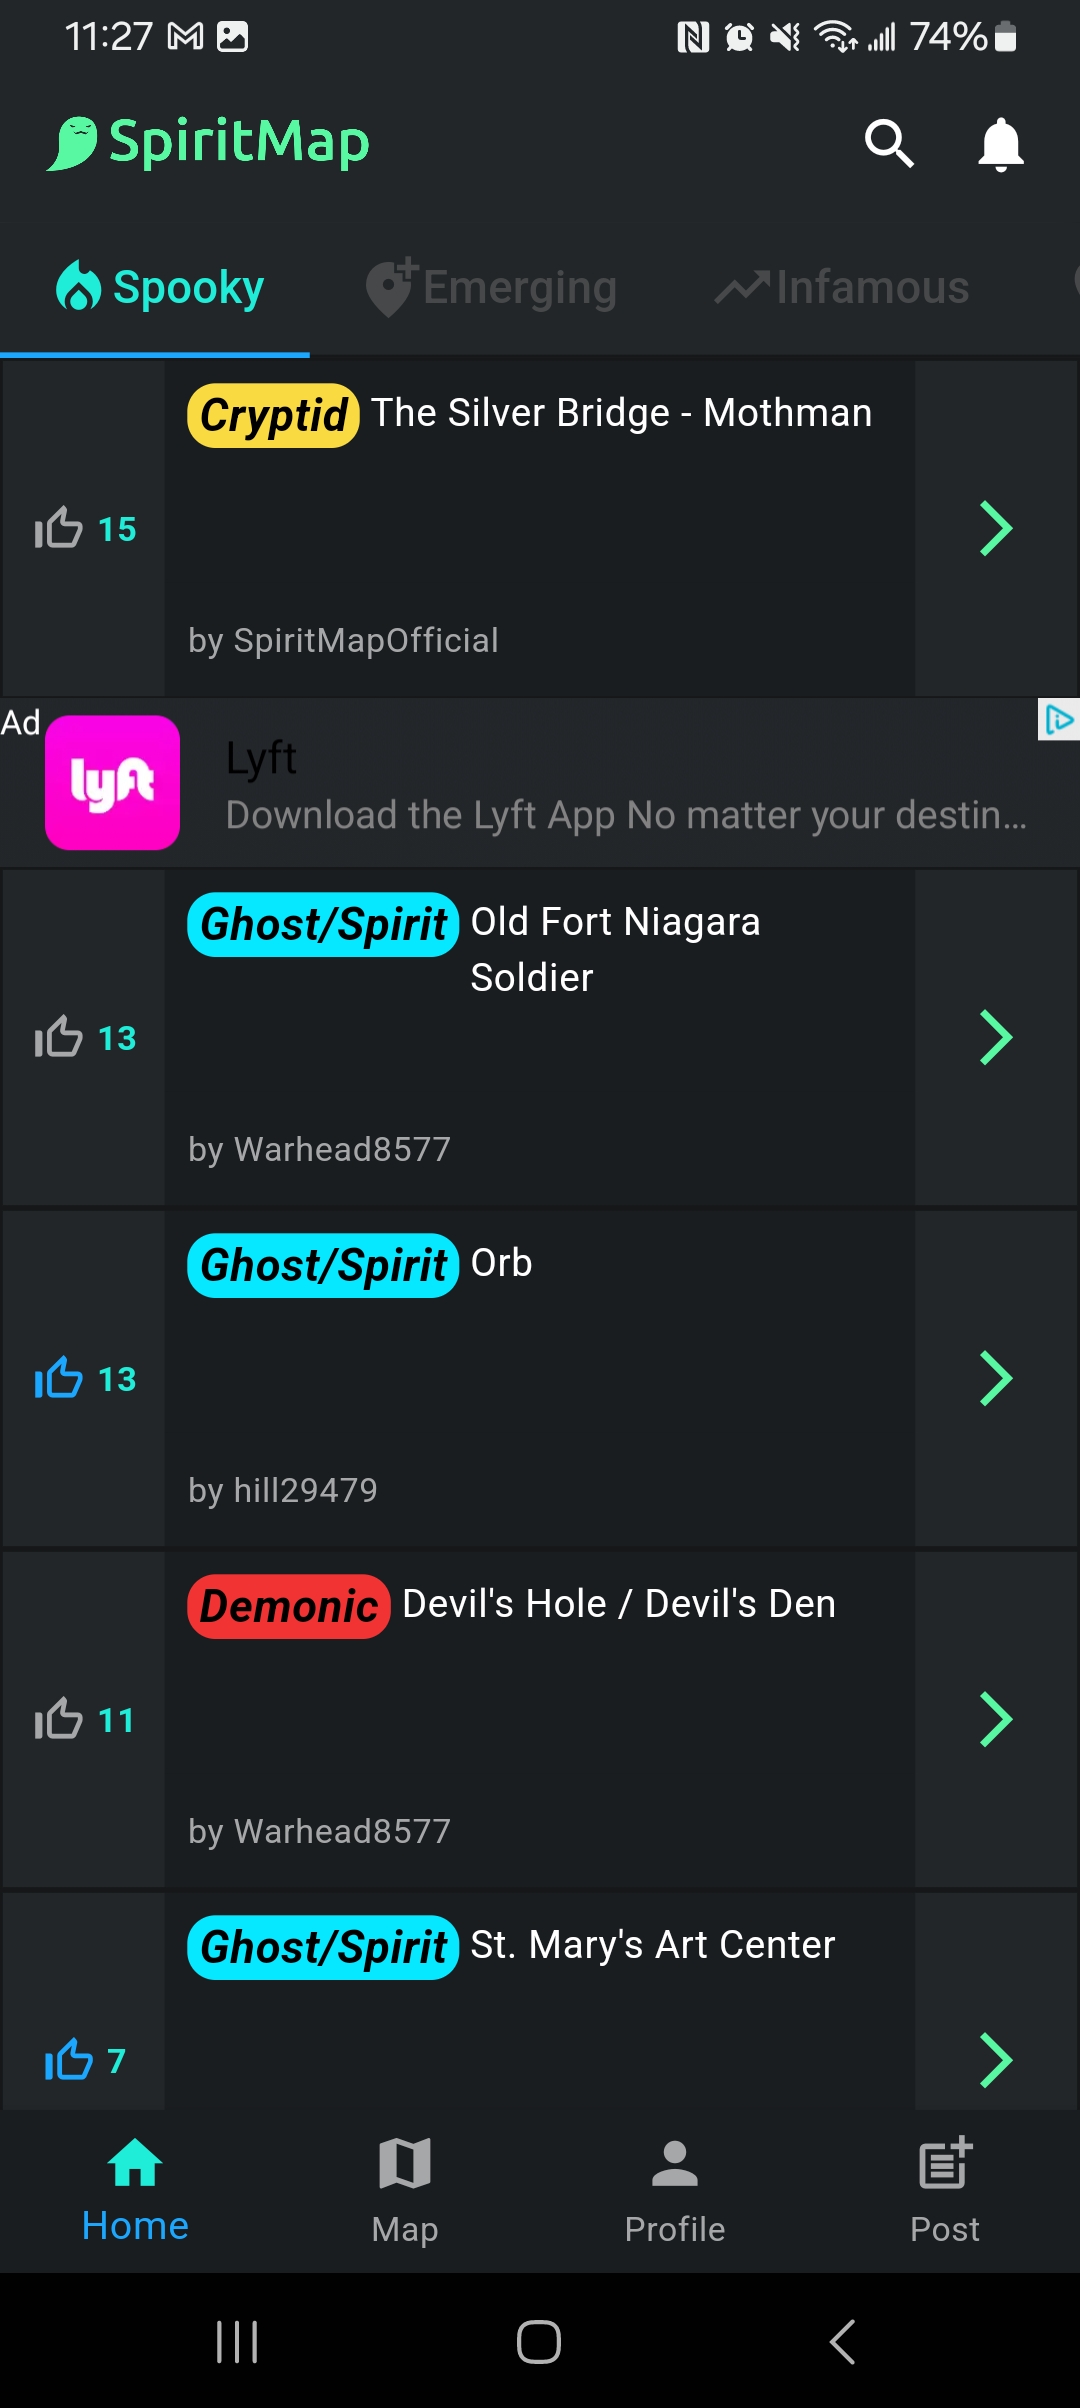 11:27
74%
SpiritMap
Spooky
Emerging
Infamous
Cryptid The Silver Bridge - Mothman
15
by SpiritMapOfficial
Ad
lyft
Lyft
Download the Lyft App No matter your destin...
Ghost/Spirit Old Fort Niagara
Soldier
13
by Warhead8577
Ghost/Spirit Orb
13
by hill29479
Demonic Devil's Hole / Devil's Den
11
by Warhead8577
Ghost/Spirit St. Mary's Art Center
7
Home
Map
Profile
Post